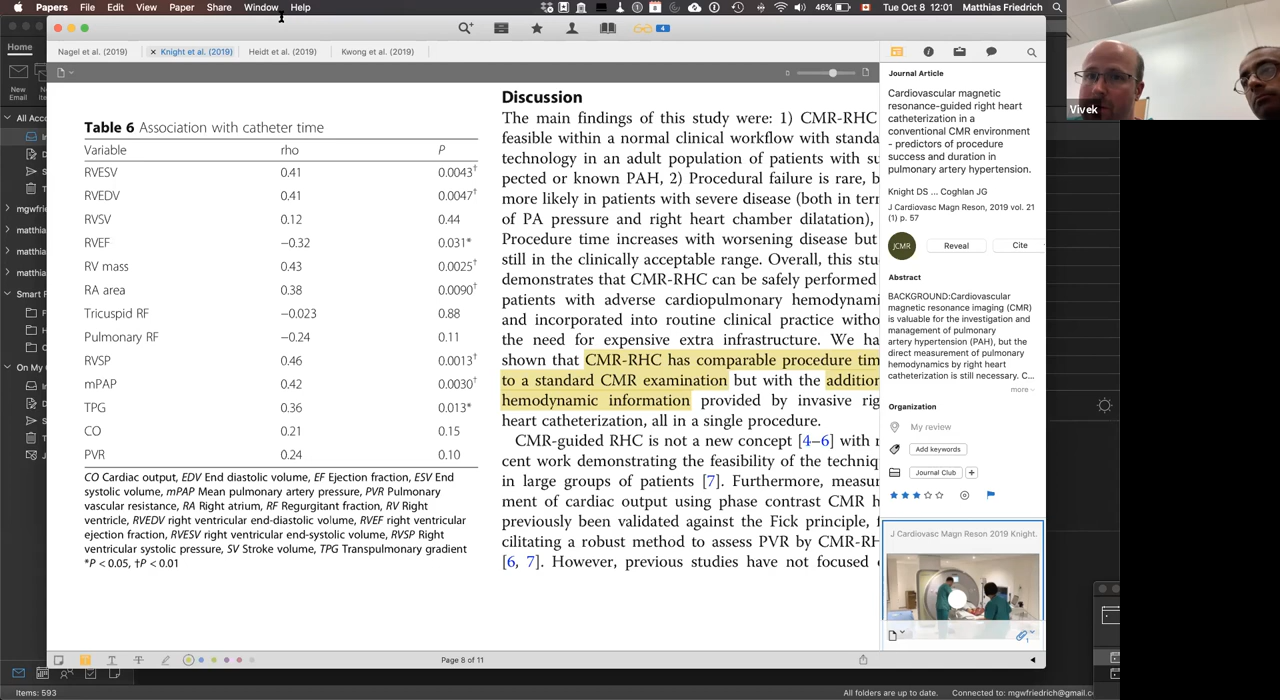 Papers File Edit View Paper Share Window Help
46% Tue Oct 8 12:01 Matthias Friedrich
Home
New
Email
All Acco
mgwfried
matthia
matthia
matthia
Smart F
On My C
Nagel et al. (2019)
× Knight et al. (2019)
Heidt et al. (2019)
Kwong et al. (2019)
4
Table 6 Association with catheter time
Variable rho P
RVESV 0.41 0.0043†
RVEDV 0.41 0.0047†
RVSV 0.12 0.44
RVEF −0.32 0.031*
RV mass 0.43 0.0025†
RA area 0.38 0.0090†
Tricuspid RF −0.023 0.88
Pulmonary RF −0.24 0.11
RVSP 0.46 0.0013†
mPAP 0.42 0.0030†
TPG 0.36 0.013*
CO 0.21 0.15
PVR 0.24 0.10
CO Cardiac output, EDV End diastolic volume, EF Ejection fraction, ESV End
systolic volume, mPAP Mean pulmonary artery pressure, PVR Pulmonary
vascular resistance, RA Right atrium, RF Regurgitant fraction, RV Right
ventricle, RVEDV right ventricular end-diastolic volume, RVEF right ventricular
ejection fraction, RVESV right ventricular end-systolic volume, RVSP Right
ventricular systolic pressure, SV Stroke volume, TPG Transpulmonary gradient
*P < 0.05, †P < 0.01
Discussion
The main findings of this study were: 1) CMR-RHC
feasible within a normal clinical workflow with standa
technology in an adult population of patients with su
pected or known PAH, 2) Procedural failure is rare, b
more likely in patients with severe disease (both in tern
of PA pressure and right heart chamber dilatation),
Procedure time increases with worsening disease but
still in the clinically acceptable range. Overall, this stu
demonstrates that CMR-RHC can be safely performed
patients with adverse cardiopulmonary hemodynami
and incorporated into routine clinical practice witho
the need for expensive extra infrastructure. We ha
shown that CMR-RHC has comparable procedure tim
to a standard CMR examination but with the addition
hemodynamic information provided by invasive rig
heart catheterization, all in a single procedure.
CMR-guided RHC is not a new concept [4–6] with r
cent work demonstrating the feasibility of the techniq
in large groups of patients [7]. Furthermore, measur
ment of cardiac output using phase contrast CMR h
previously been validated against the Fick principle, f
cilitating a robust method to assess PVR by CMR-RH
[6, 7]. However, previous studies have not focused
Journal Article
Cardiovascular magnetic
resonance-guided right heart
catheterization in a
conventional CMR environment
- predictors of procedure
success and duration in
pulmonary artery hypertension.
Knight DS ... Coghlan JG
J Cardiovasc Magn Reson, 2019 vol. 21
(1) p. 57
JCMR
Reveal
Cite
Abstract
BACKGROUND:Cardiovascular
magnetic resonance imaging (CMR)
is valuable for the investigation and
management of pulmonary
artery hypertension (PAH), but the
direct measurement of pulmonary
hemodynamics by right heart
catheterization is still necessary. C...
more
Organization
My review
Add keywords
Journal Club +
J Cardiovasc Magn Reson 2019 Knight.
Page 8 of 11
Items: 593
All folders are up to date. Connected to: mgwfriedrich@gmail.c
Vivek